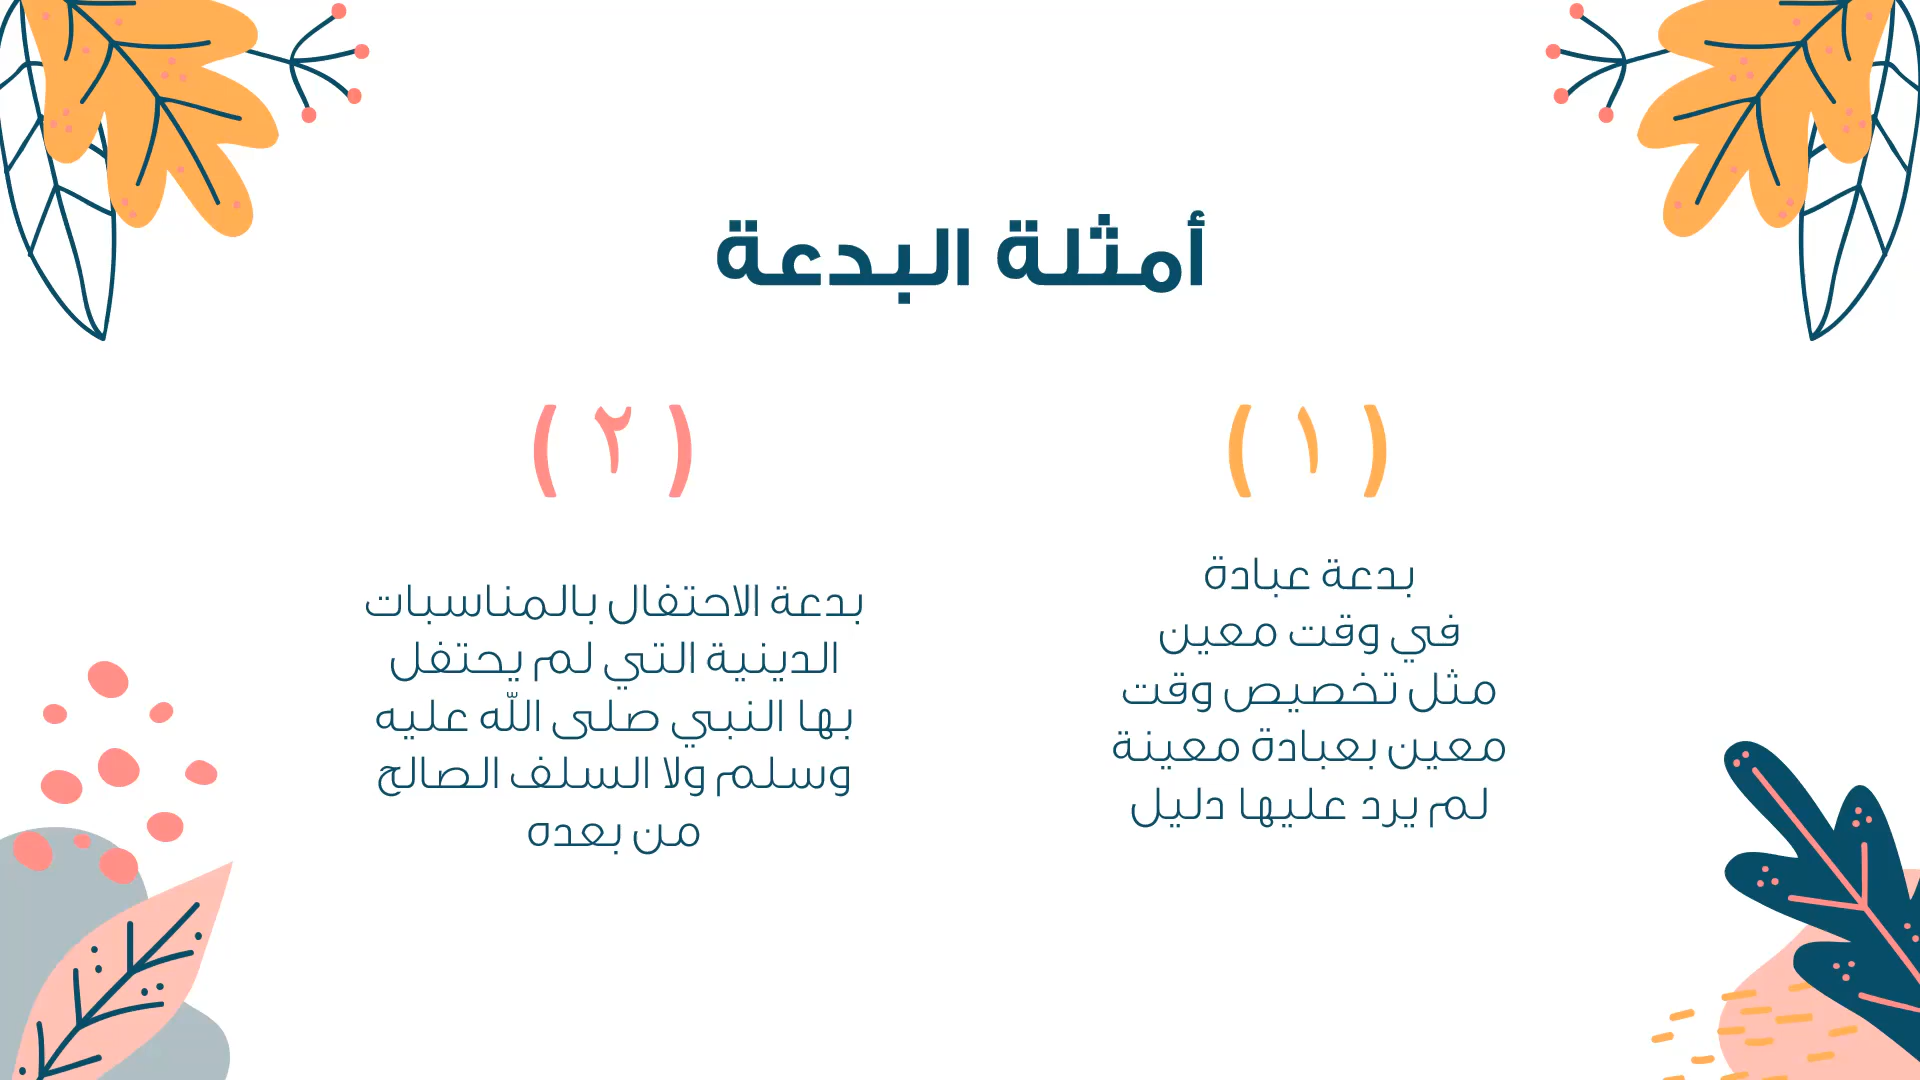 أمثلة البدعة
( ١ )
بدعة عبادة
في وقت معين
مثل تخصيص وقت
معين بعبادة معينة
لم يرد عليها دليل
( ٢ )
بدعة الاحتفال بالمناسبات
الدينية التي لم يحتفل
بها النبي صلى الله عليه
وسلم ولا السلف الصالح
من بعده